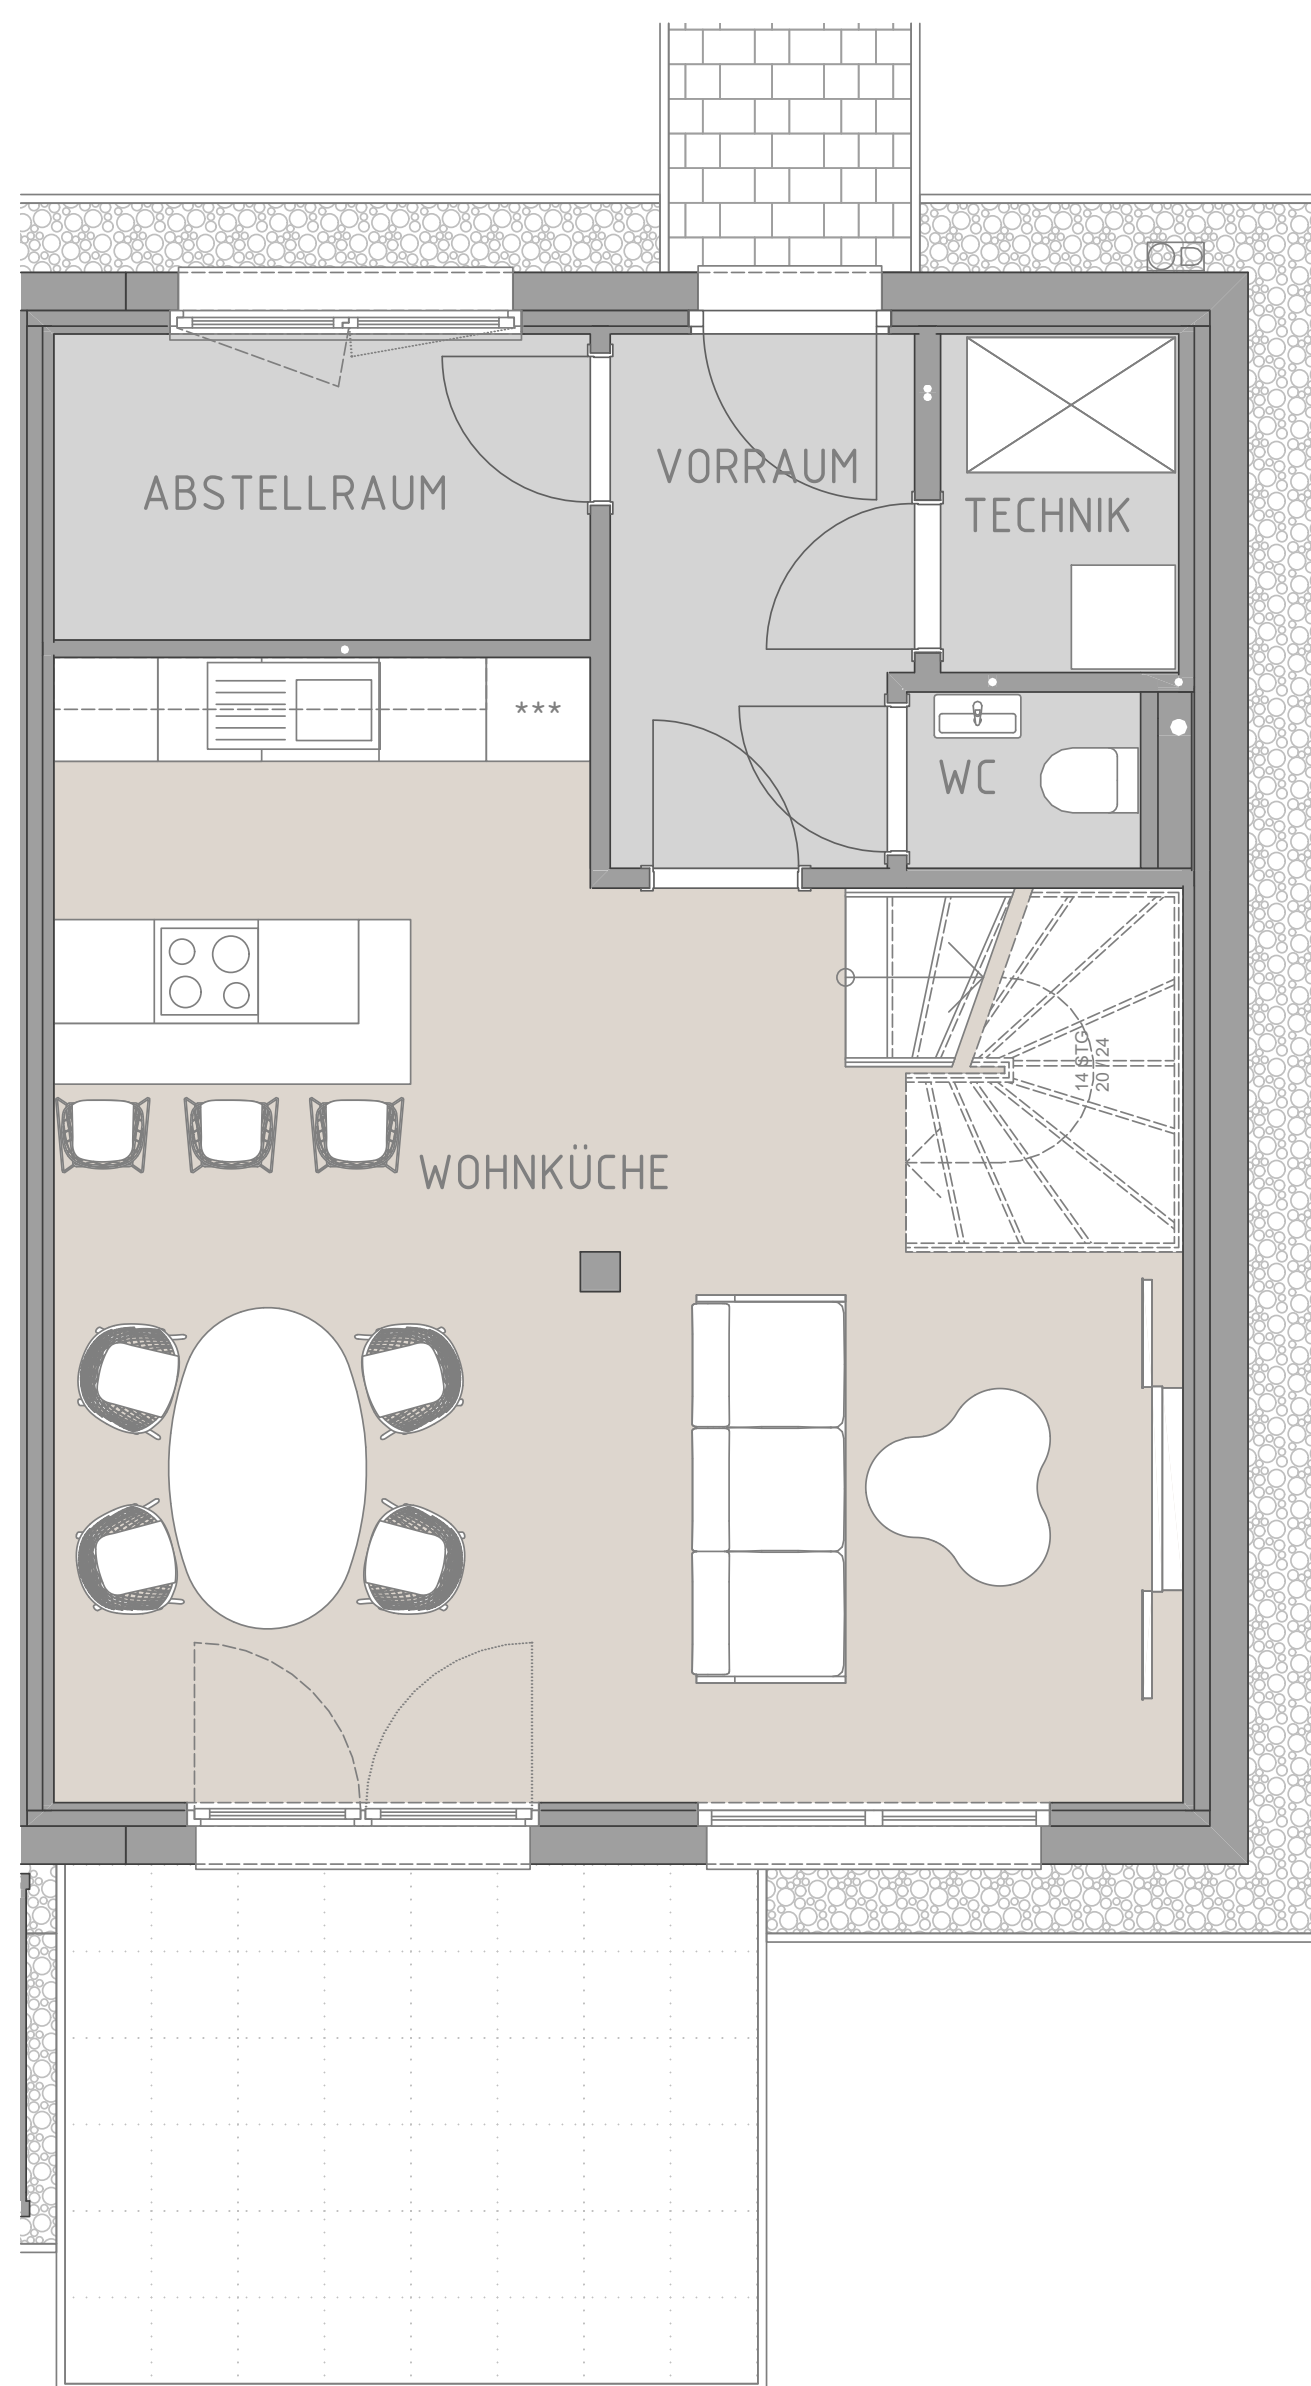 VORRAUM
ABSTELLRAUM
TECHNIK
***
WC
14 STG
20 / 24
WOHNKÜCHE